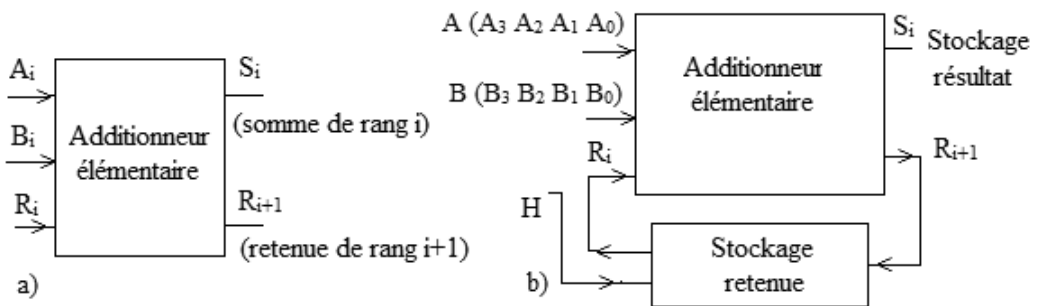 Ai
Bi
Ri
Additionneur
élémentaire
Si
(somme de rang i)
Ri+1
(retenue de rang i+1)
a)
A (A3 A2 A1 A0)
B (B3 B2 B1 B0)
Ri
H
Additionneur
élémentaire
Si
Stockage
résultat
Ri+1
Stockage
retenue
b)